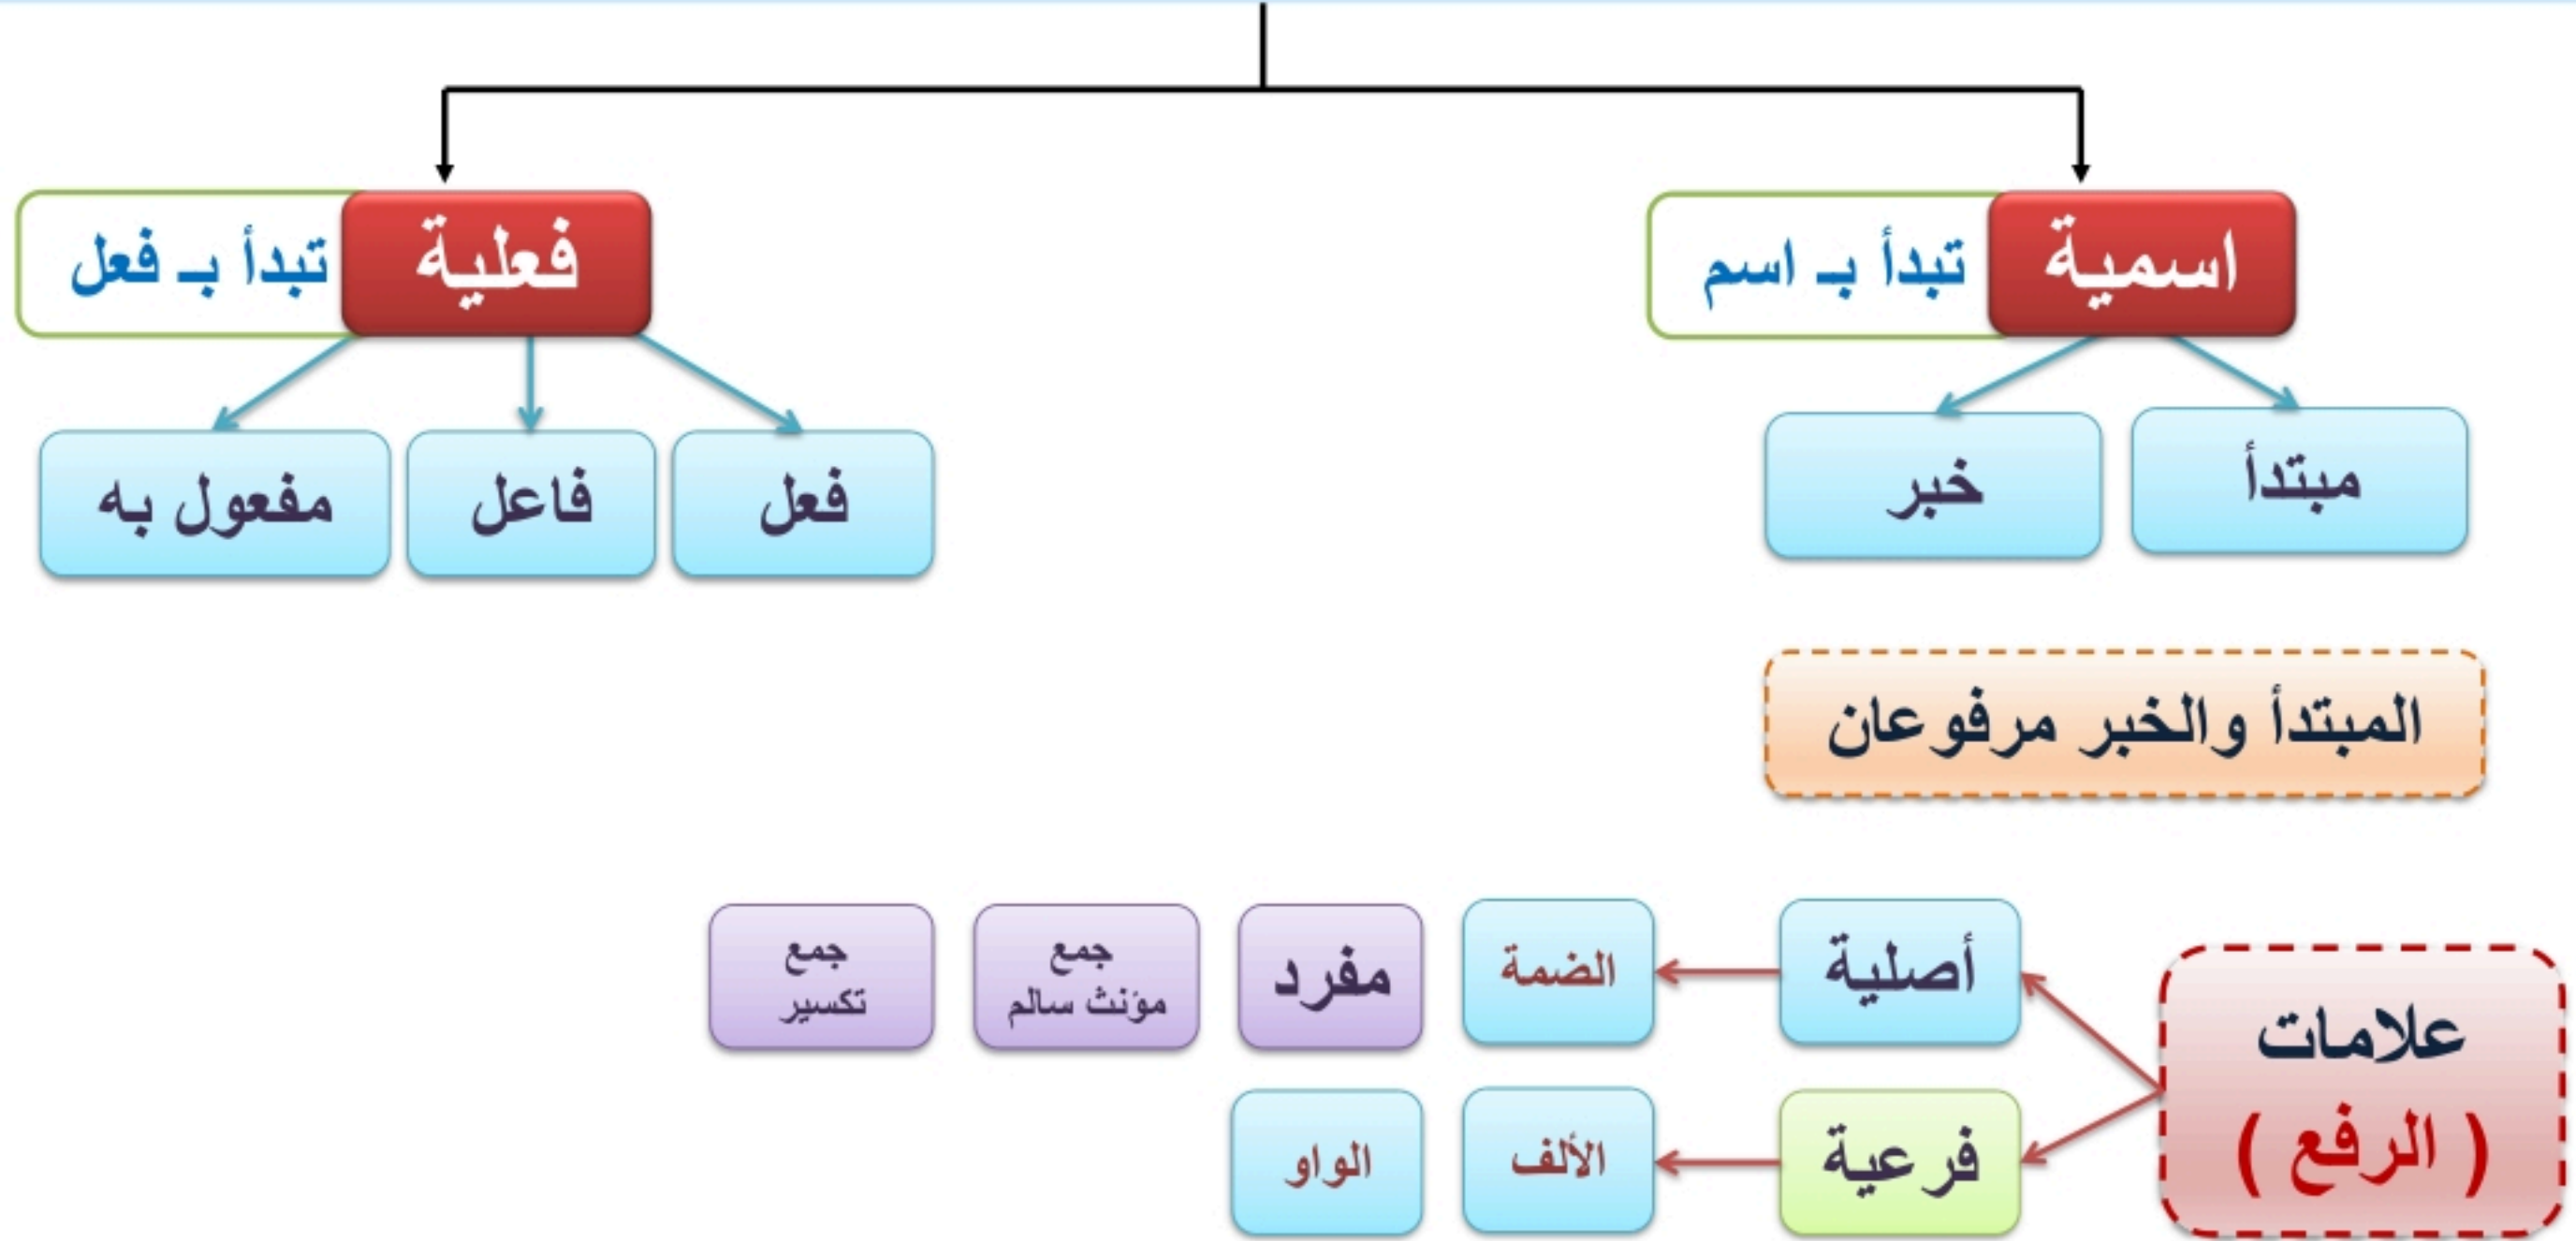 اسمية
تبدأ بـ اسم
فعلية
تبدأ بـ فعل
مبتدأ
خبر
فعل
فاعل
مفعول به
المبتدأ والخبر مرفوعان
علامات
( الرفع )
أصلية
الضمة
مفرد
جمع
مؤنث سالم
جمع
تكسير
فرعية
الألف
الواو